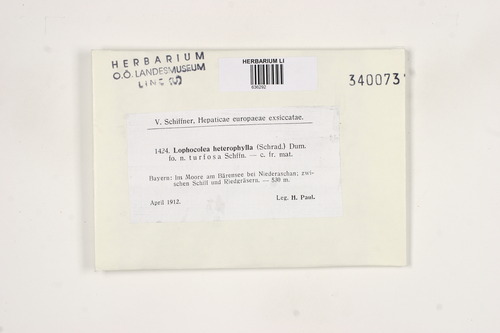 HERBARIUM
O.Ö. LANDESMUSEUM
HERBARIUM LI
636292
340073
V. Schiffner, Hepaticae europaeae exsiccatae.
1424. Lophocolea heterophylla (Schrad.) Dum.
fo. n. turfosa Schffn. — c. fr. mat.
Bayern: im Moore am Bärensee bei Niederaschau; zwi-
schen Schilf und Riedgräsern. — 530 m.
April 1912.
Leg. H. Paul.